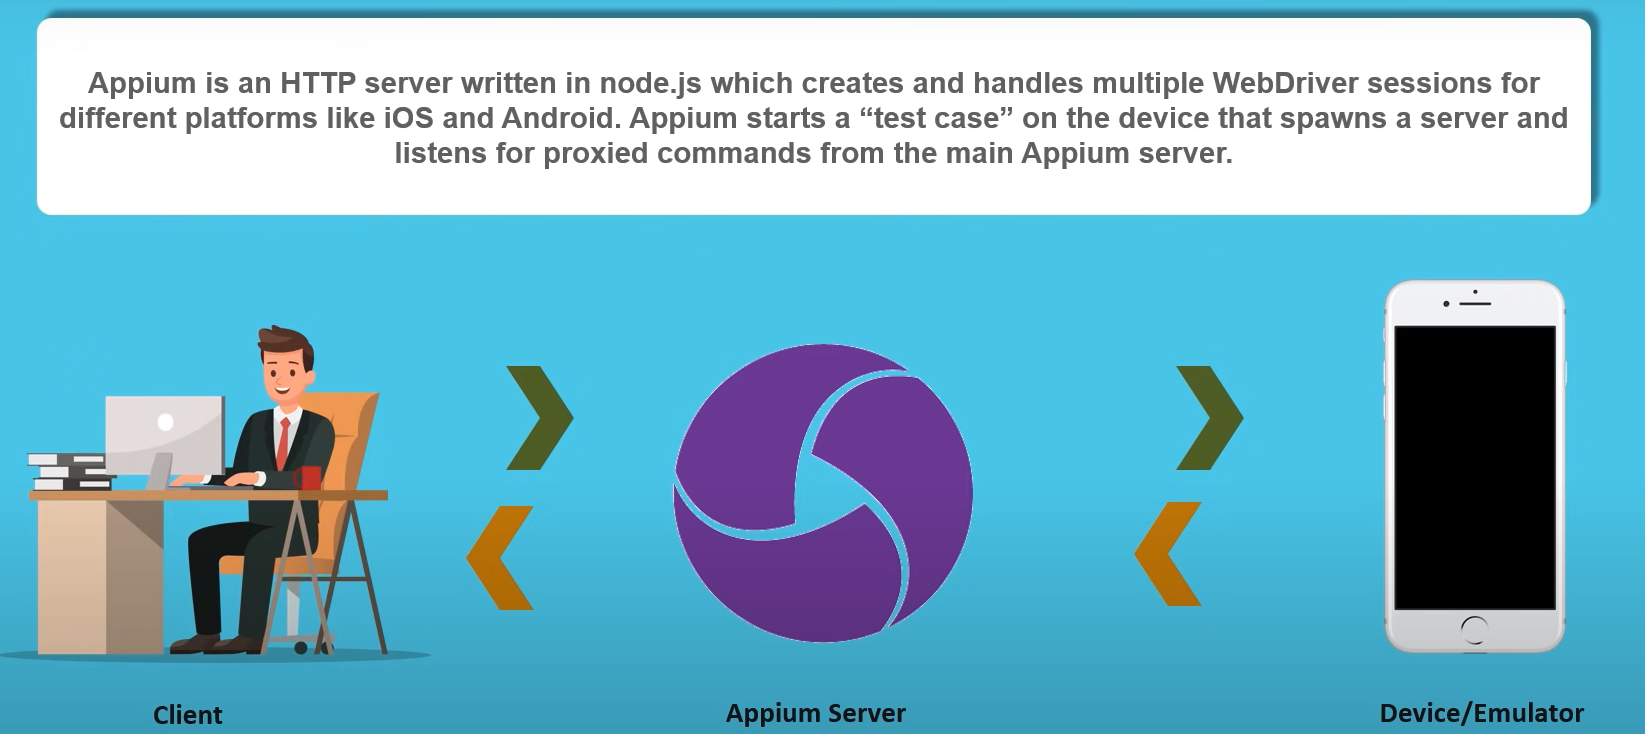 Appium is an HTTP server written in node.js which creates and handles multiple WebDriver sessions for
different platforms like iOS and Android. Appium starts a “test case” on the device that spawns a server and
listens for proxied commands from the main Appium server.
Client
Appium Server
Device/Emulator